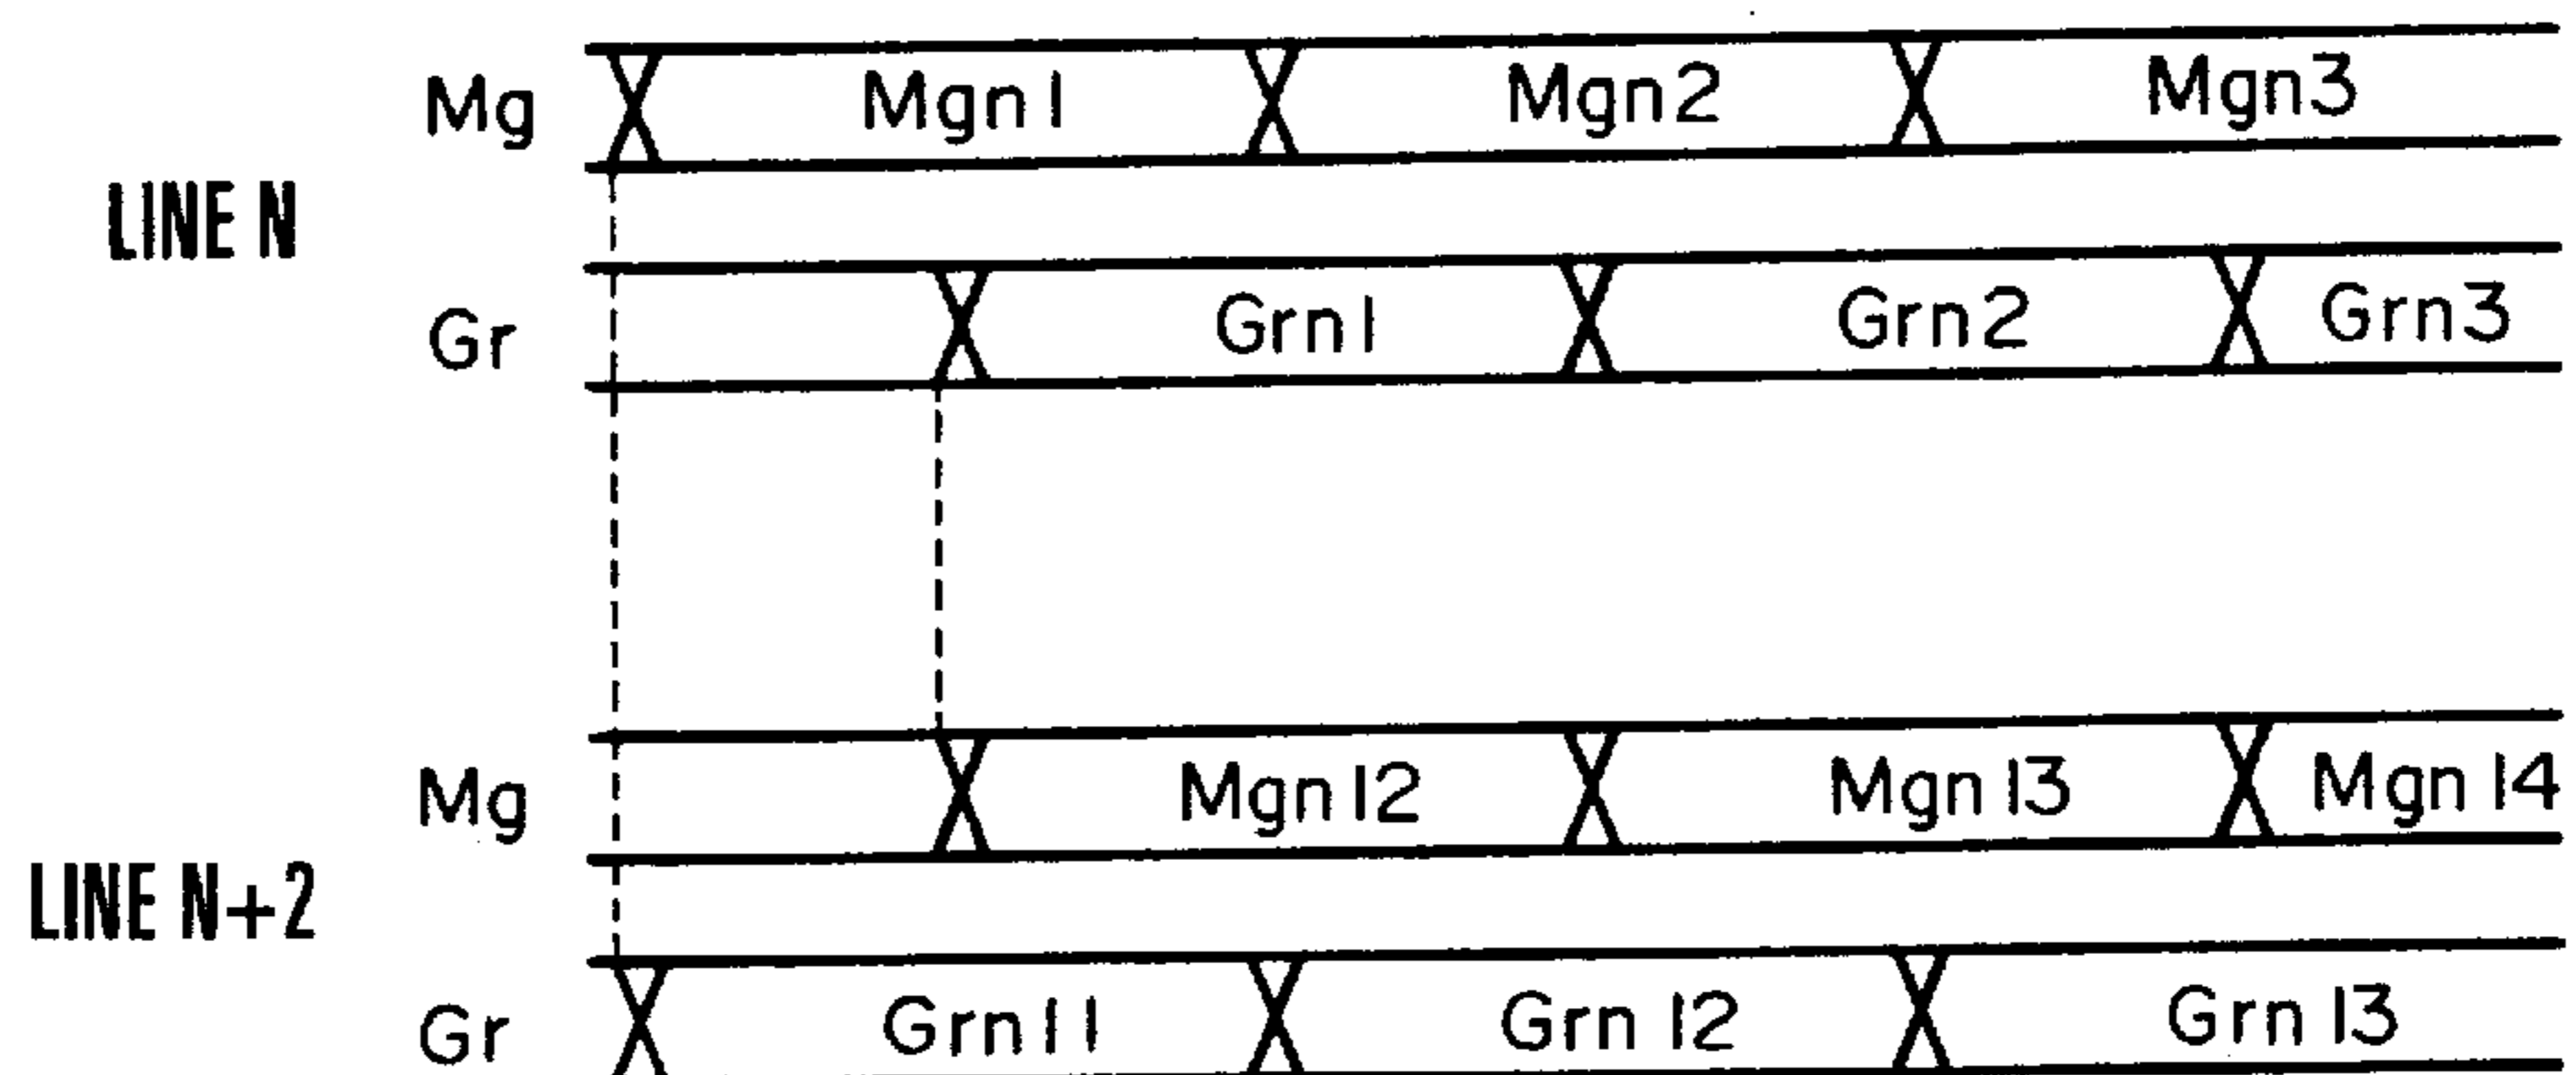 Mg Mgn1 Mgn2 Mgn3
LINE N
Gr Grn1 Grn2 Grn3
Mg Mgn12 Mgn13 Mgn14
LINE N+2
Gr Grn11 Grn12 Grn13